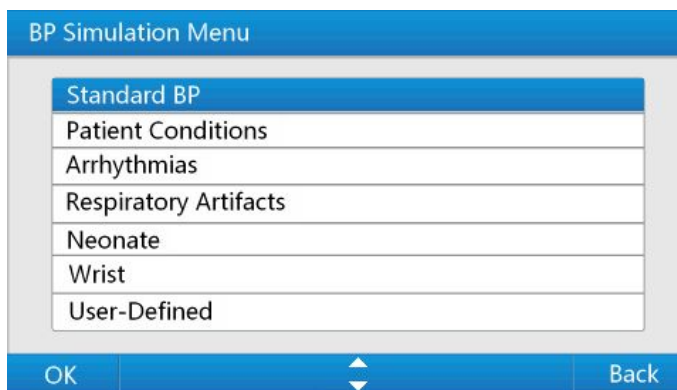 BP Simulation Menu
Standard BP
Patient Conditions
Arrhythmias
Respiratory Artifacts
Neonate
Wrist
User-Defined
OK Back